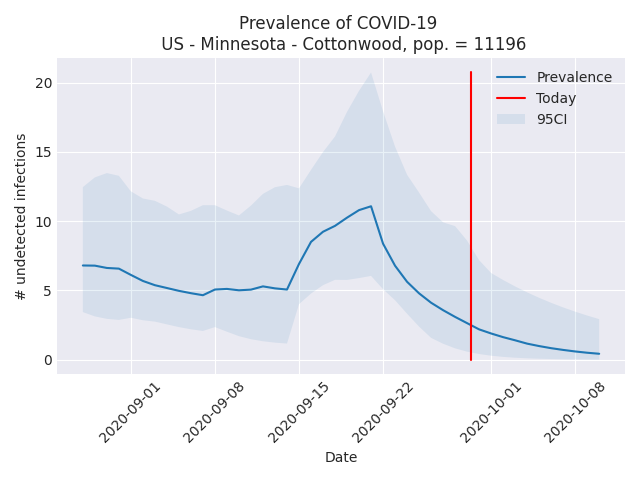 Prevalence of COVID-19
US - Minnesota - Cottonwood, pop. = 11196
# undetected infections
20
15
10
5
0
Prevalence
Today
95CI
2020-09-01
2020-09-08
2020-09-15
2020-09-22
2020-10-01
2020-10-08
Date